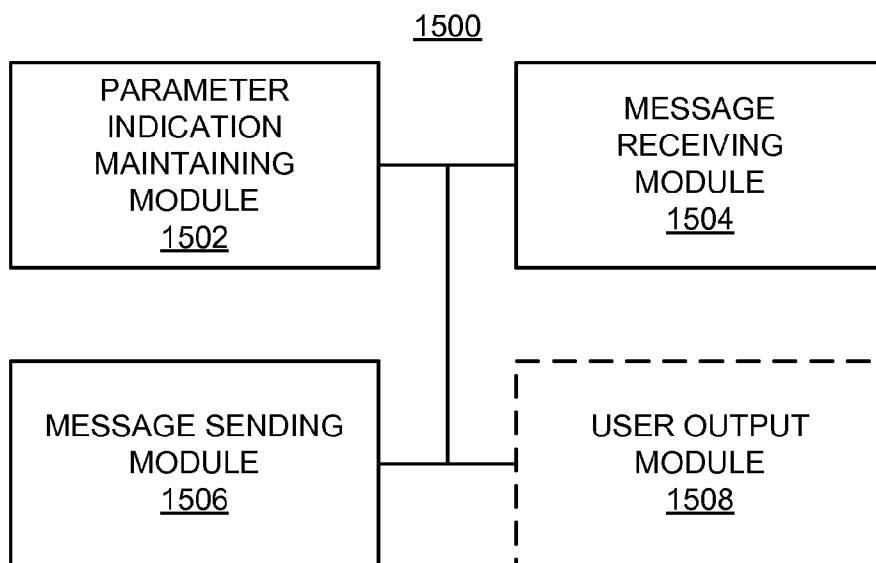 1500
PARAMETER
INDICATION
MAINTAINING
MODULE
1502
MESSAGE
RECEIVING
MODULE
1504
MESSAGE SENDING
MODULE
1506
USER OUTPUT
MODULE
1508